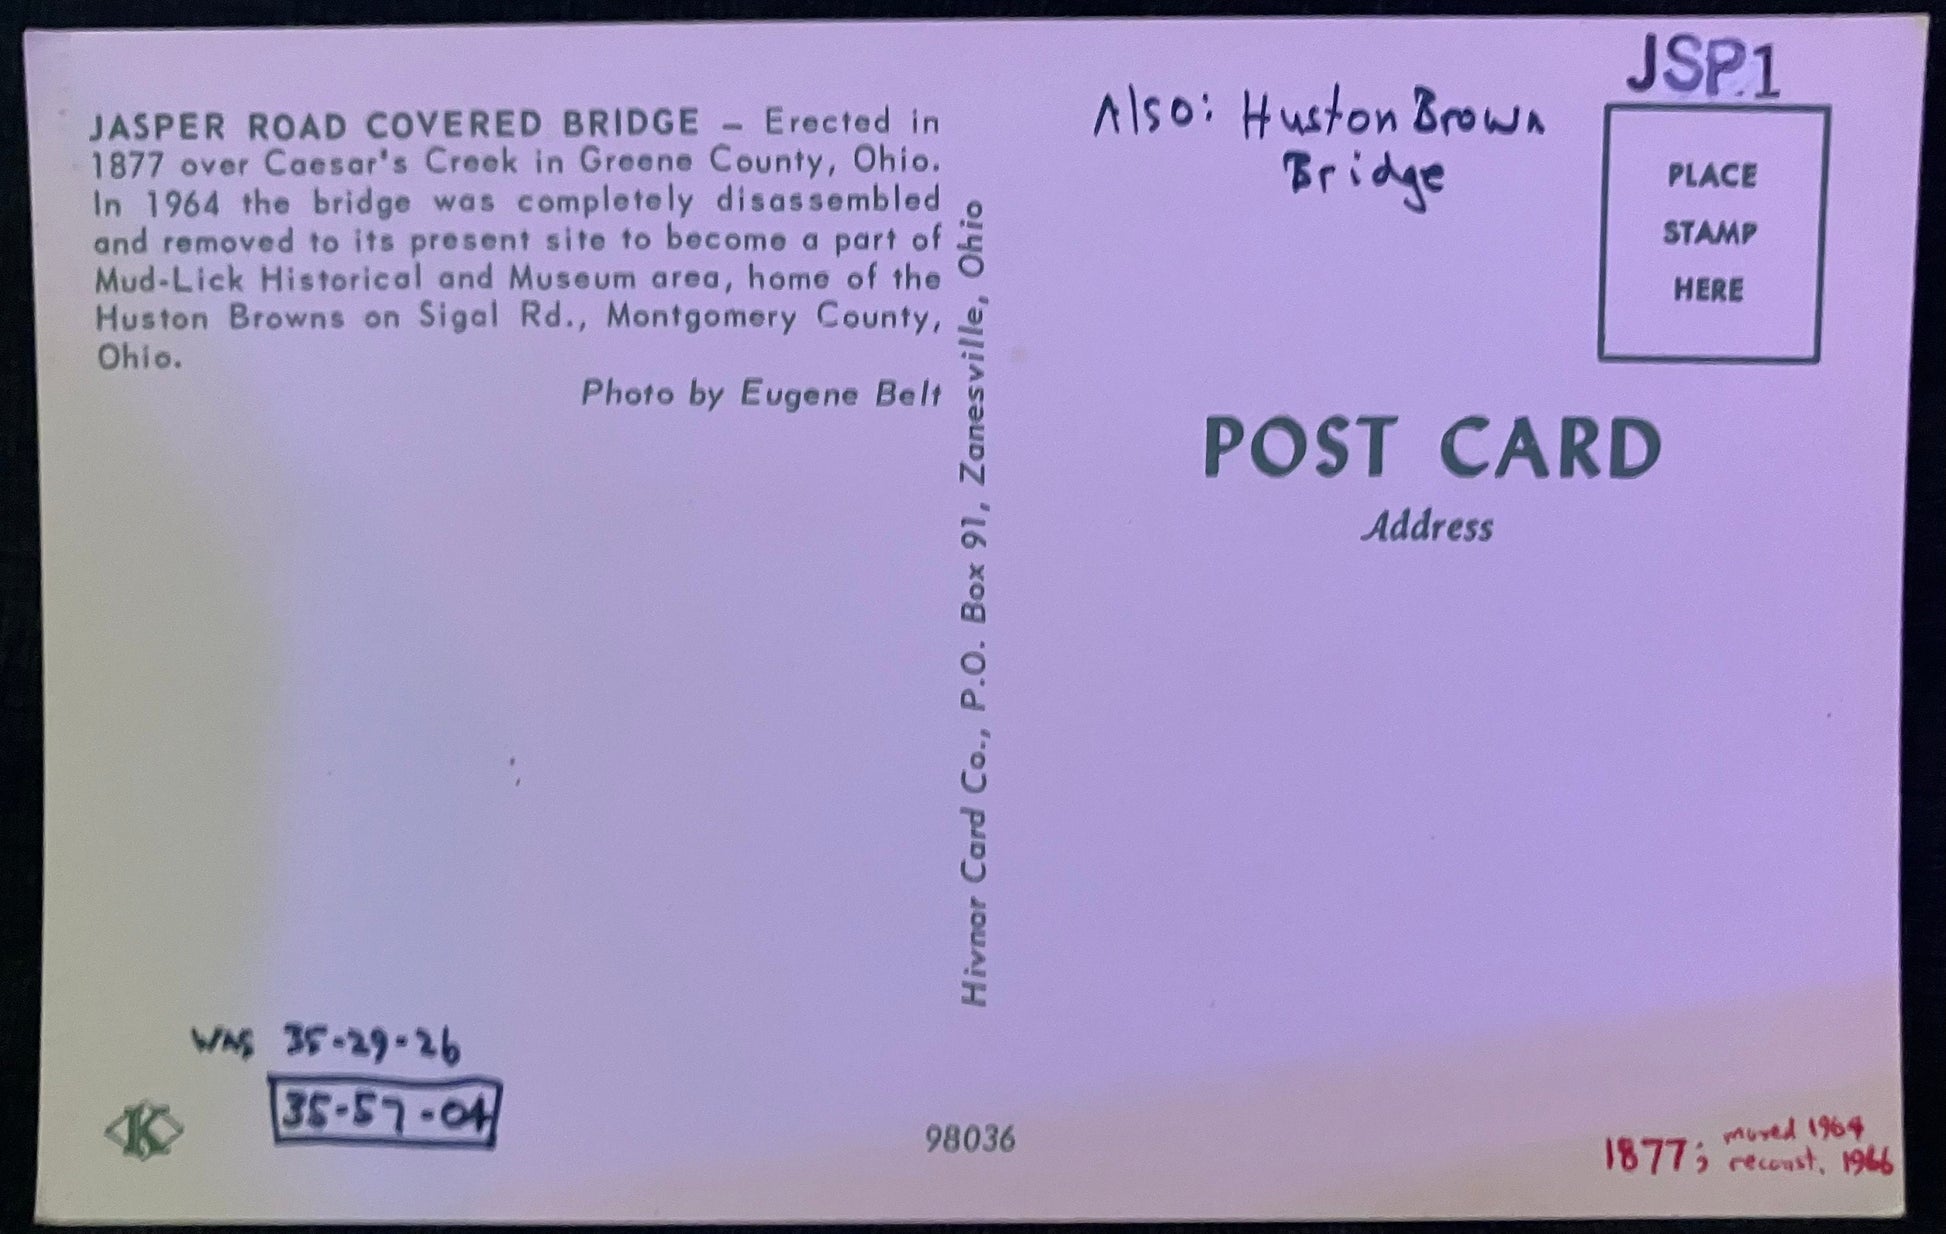 JASPER ROAD COVERED BRIDGE – Erected in
1877 over Caesar's Creek in Greene County, Ohio.
In 1964 the bridge was completely disassembled
and removed to its present site to become a part of
Mud-Lick Historical and Museum area, home of the
Huston Browns on Sigal Rd., Montgomery County,
Ohio.
Photo by Eugene Belt
WAS 35-29-26
35-57-04
K
Hivnor Card Co., P.O. Box 91, Zanesville, Ohio
98036
Also: Huston Brown
Bridge
JSP.1
PLACE
STAMP
HERE
POST CARD
Address
1877; moved 1964
reconst. 1966